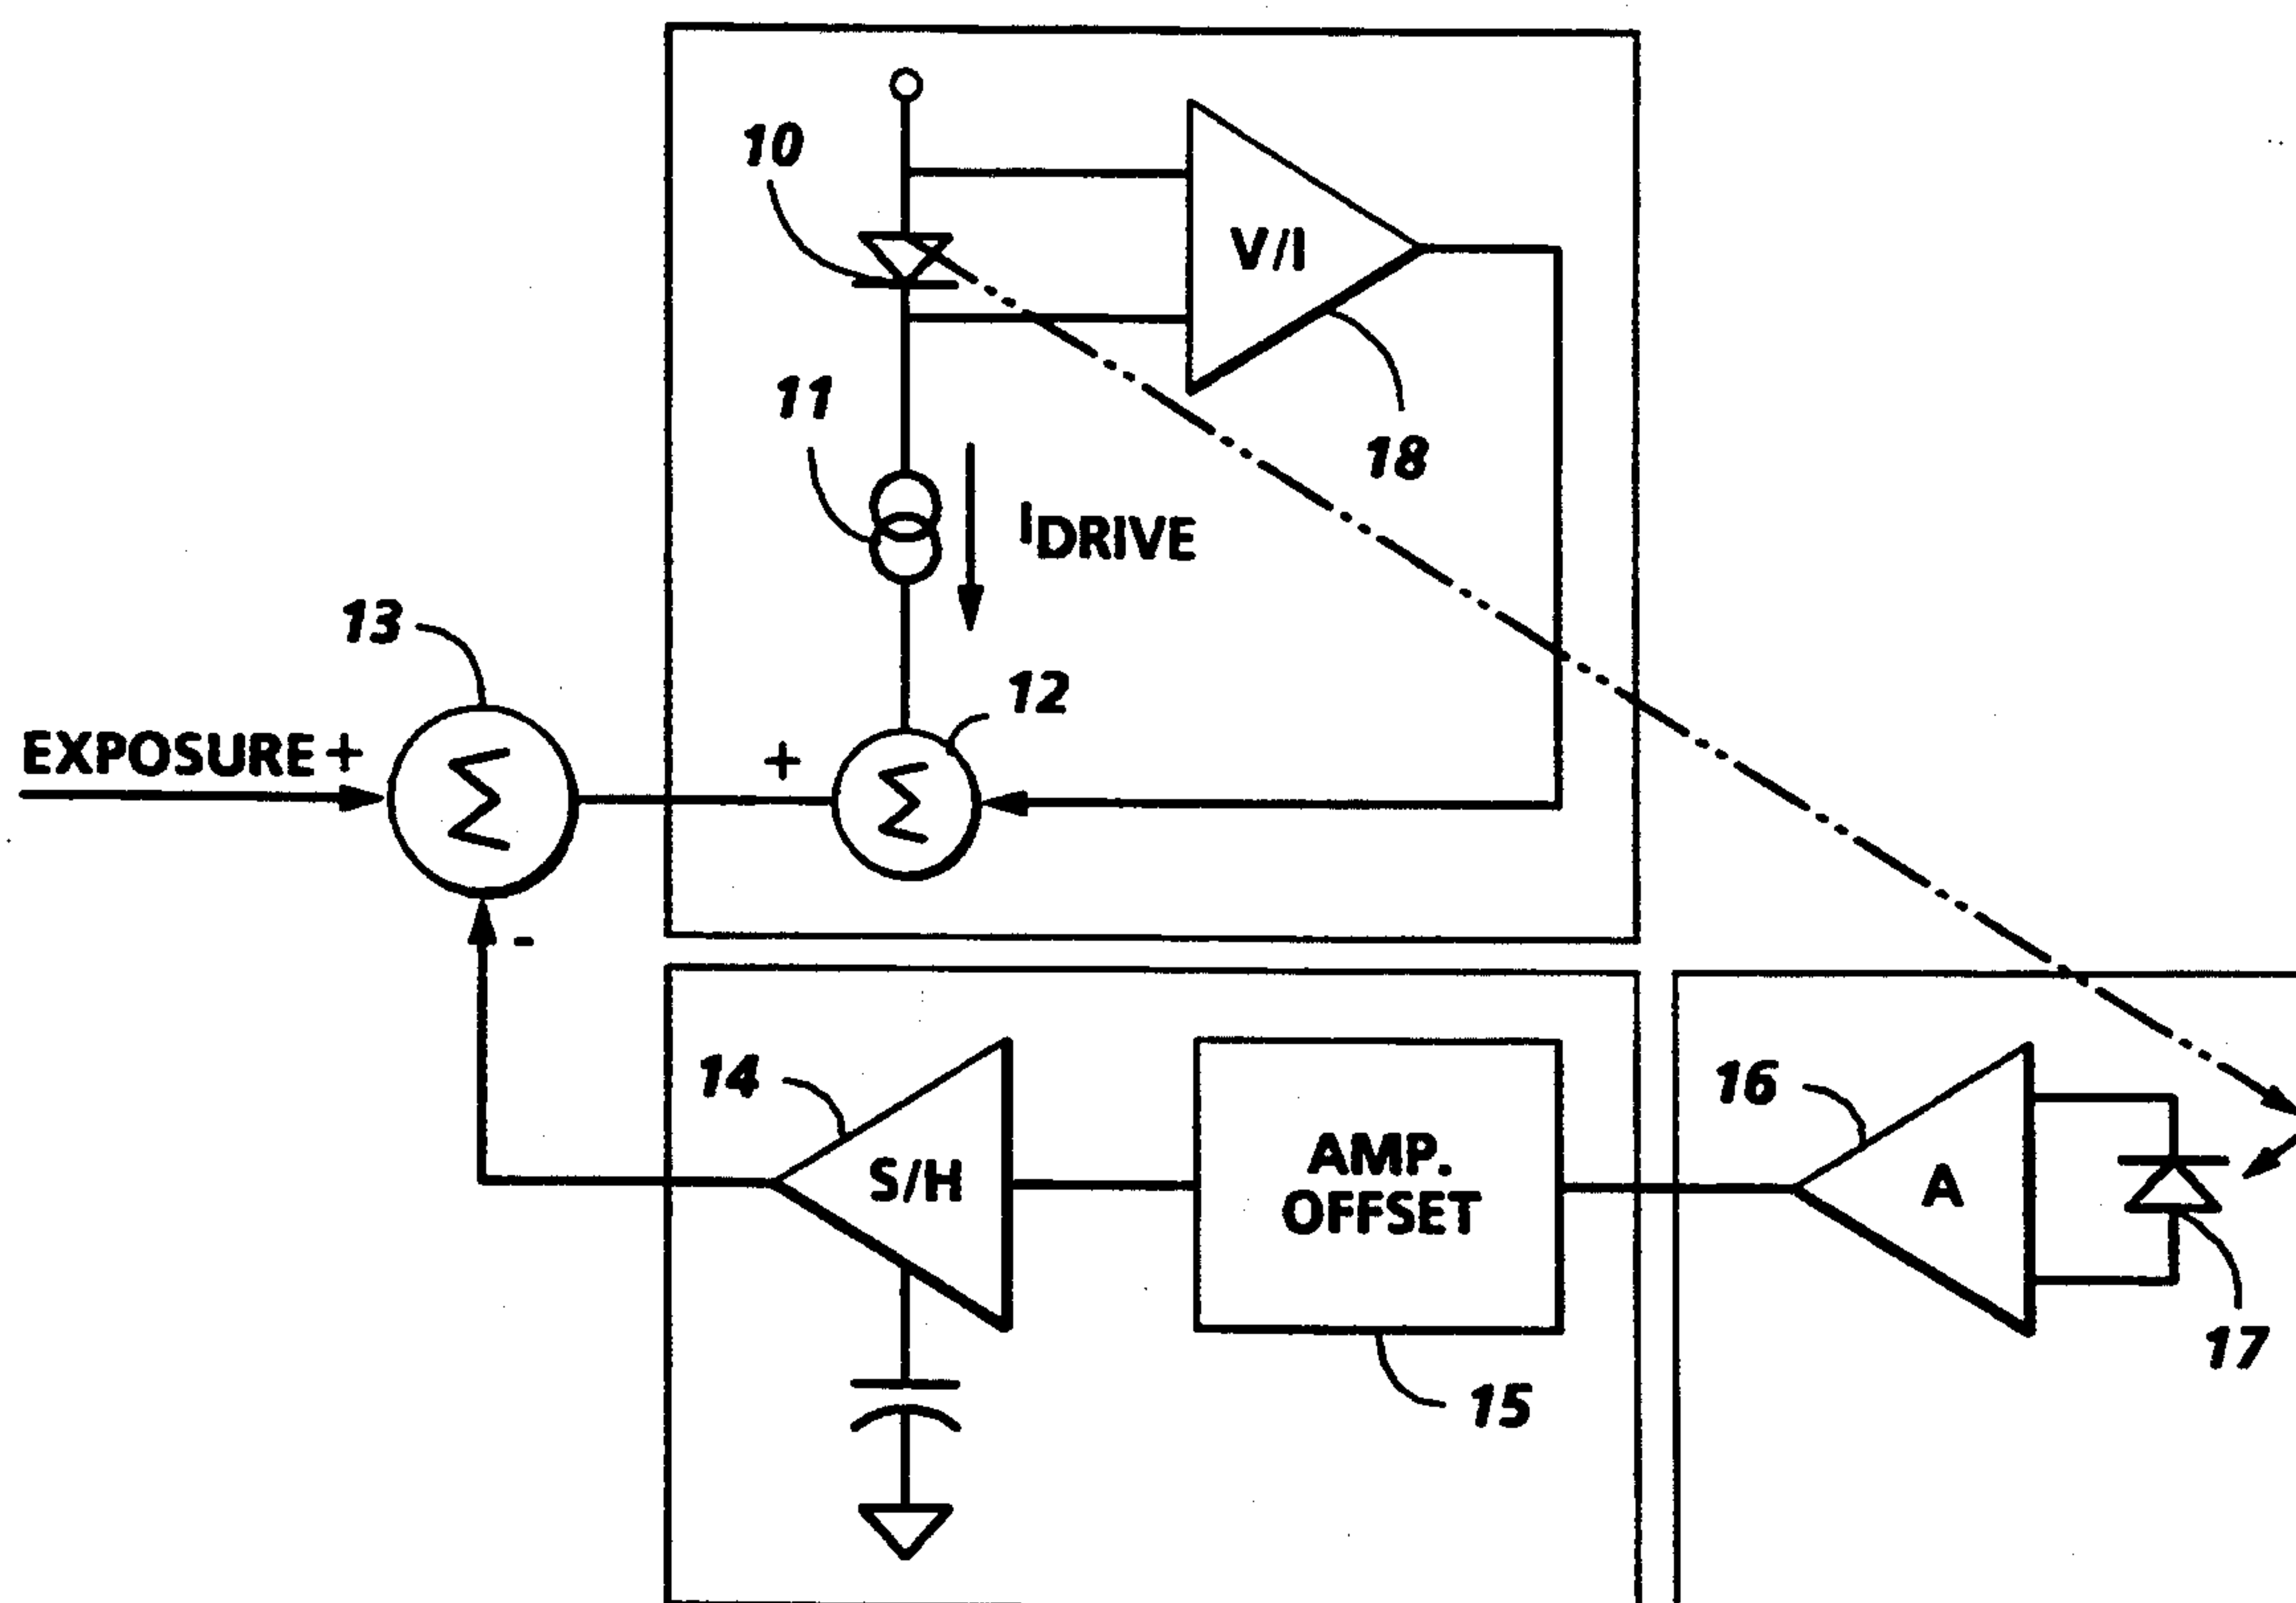 10
V/I
11
18
IDRIVE
13
12
EXPOSURE +
Σ
+
Σ
-
14
S/H
AMP.
OFFSET
16
A
15
17